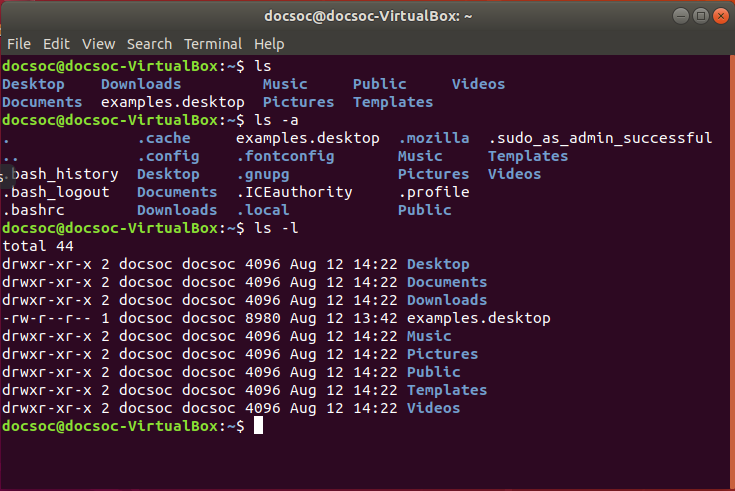 docsoc@docsoc-VirtualBox: ~
File Edit View Search Terminal Help
docsoc@docsoc-VirtualBox:~$ ls
Desktop Downloads Music Public Videos
Documents examples.desktop Pictures Templates
docsoc@docsoc-VirtualBox:~$ ls -a
. .cache examples.desktop .mozilla .sudo_as_admin_successful
.. .config .fontconfig Music Templates
.bash_history Desktop .gnupg Pictures Videos
.bash_logout Documents .ICEauthority .profile
.bashrc Downloads .local Public
docsoc@docsoc-VirtualBox:~$ ls -l
total 44
drwxr-xr-x 2 docsoc docsoc 4096 Aug 12 14:22 Desktop
drwxr-xr-x 2 docsoc docsoc 4096 Aug 12 14:22 Documents
drwxr-xr-x 2 docsoc docsoc 4096 Aug 12 14:22 Downloads
-rw-r--r-- 1 docsoc docsoc 8980 Aug 12 13:42 examples.desktop
drwxr-xr-x 2 docsoc docsoc 4096 Aug 12 14:22 Music
drwxr-xr-x 2 docsoc docsoc 4096 Aug 12 14:22 Pictures
drwxr-xr-x 2 docsoc docsoc 4096 Aug 12 14:22 Public
drwxr-xr-x 2 docsoc docsoc 4096 Aug 12 14:22 Templates
drwxr-xr-x 2 docsoc docsoc 4096 Aug 12 14:22 Videos
docsoc@docsoc-VirtualBox:~$